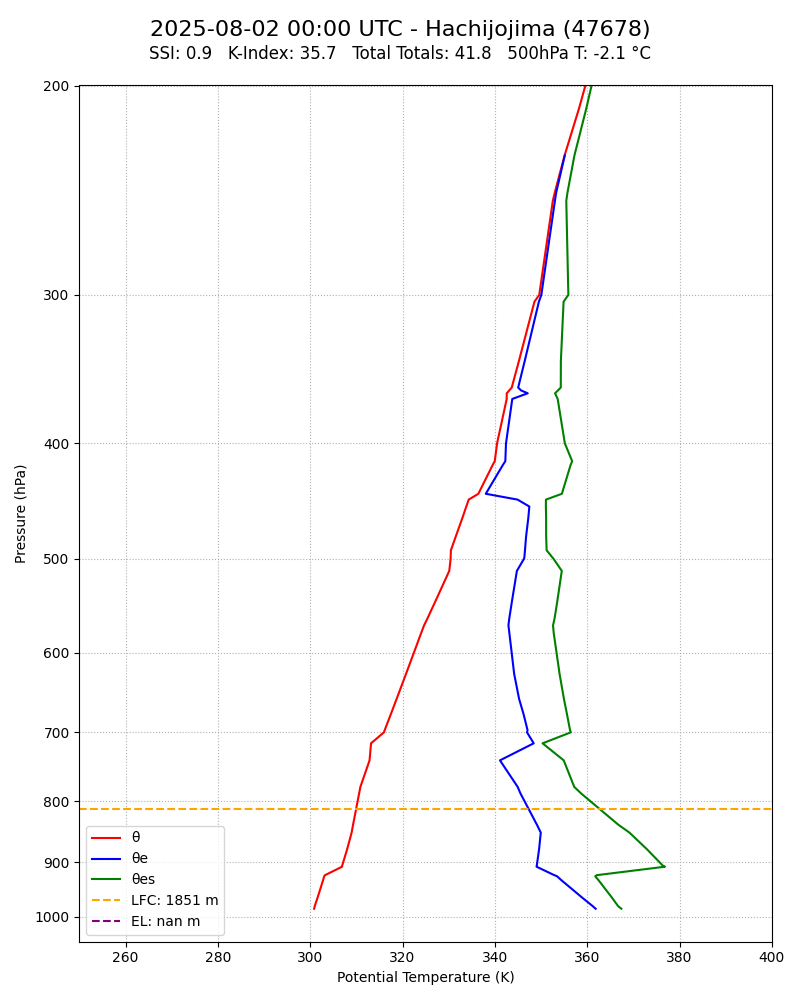 2025-08-02 00:00 UTC - Hachijojima (47678)
SSI: 0.9 K-Index: 35.7 Total Totals: 41.8 500hPa T: -2.1 °C
200
300
400
500
600
700
800
900
1000
Pressure (hPa)
θ
θe
θes
LFC: 1851 m
EL: nan m
260 280 300 320 340 360 380 400
Potential Temperature (K)